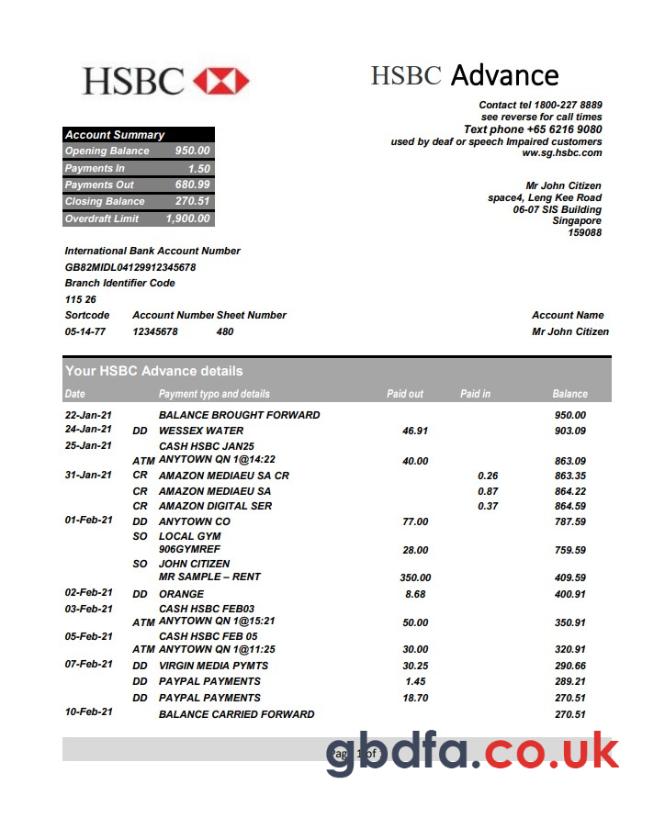 HSBC
HSBC Advance
Contact tel 1800-227 8889
see reverse for call times
Text phone +65 6216 9080
used by deaf or speech Impaired customers
ww.sg.hsbc.com
Account Summary
Opening Balance 950.00
Payments In 1.50
Payments Out 680.99
Closing Balance 270.51
Overdraft Limit 1,900.00
Mr John Citizen
space4, Leng Kee Road
06-07 SIS Building
Singapore
159088
International Bank Account Number
GB82MIDL04129912345678
Branch Identifier Code
115 26
Sortcode Account Number Sheet Number Account Name
05-14-77 12345678 480 Mr John Citizen
Your HSBC Advance details
Date Payment typo and details Paid out Paid in Balance
22-Jan-21 BALANCE BROUGHT FORWARD 950.00
24-Jan-21 DD WESSEX WATER 46.91 903.09
25-Jan-21 CASH HSBC JAN25
ATM ANYTOWN QN 1@14:22 40.00 863.09
31-Jan-21 CR AMAZON MEDIAEU SA CR 0.26 863.35
CR AMAZON MEDIAEU SA 0.87 864.22
CR AMAZON DIGITAL SER 0.37 864.59
01-Feb-21 DD ANYTOWN CO 77.00 787.59
SO LOCAL GYM
906GYMREF 28.00 759.59
SO JOHN CITIZEN
MR SAMPLE – RENT 350.00 409.59
02-Feb-21 DD ORANGE 8.68 400.91
03-Feb-21 CASH HSBC FEB03
ATM ANYTOWN QN 1@15:21 50.00 350.91
05-Feb-21 CASH HSBC FEB 05
ATM ANYTOWN QN 1@11:25 30.00 320.91
07-Feb-21 DD VIRGIN MEDIA PYMTS 30.25 290.66
DD PAYPAL PAYMENTS 1.45 289.21
DD PAYPAL PAYMENTS 18.70 270.51
10-Feb-21 BALANCE CARRIED FORWARD 270.51
Page 1 of
gbdfa.co.uk